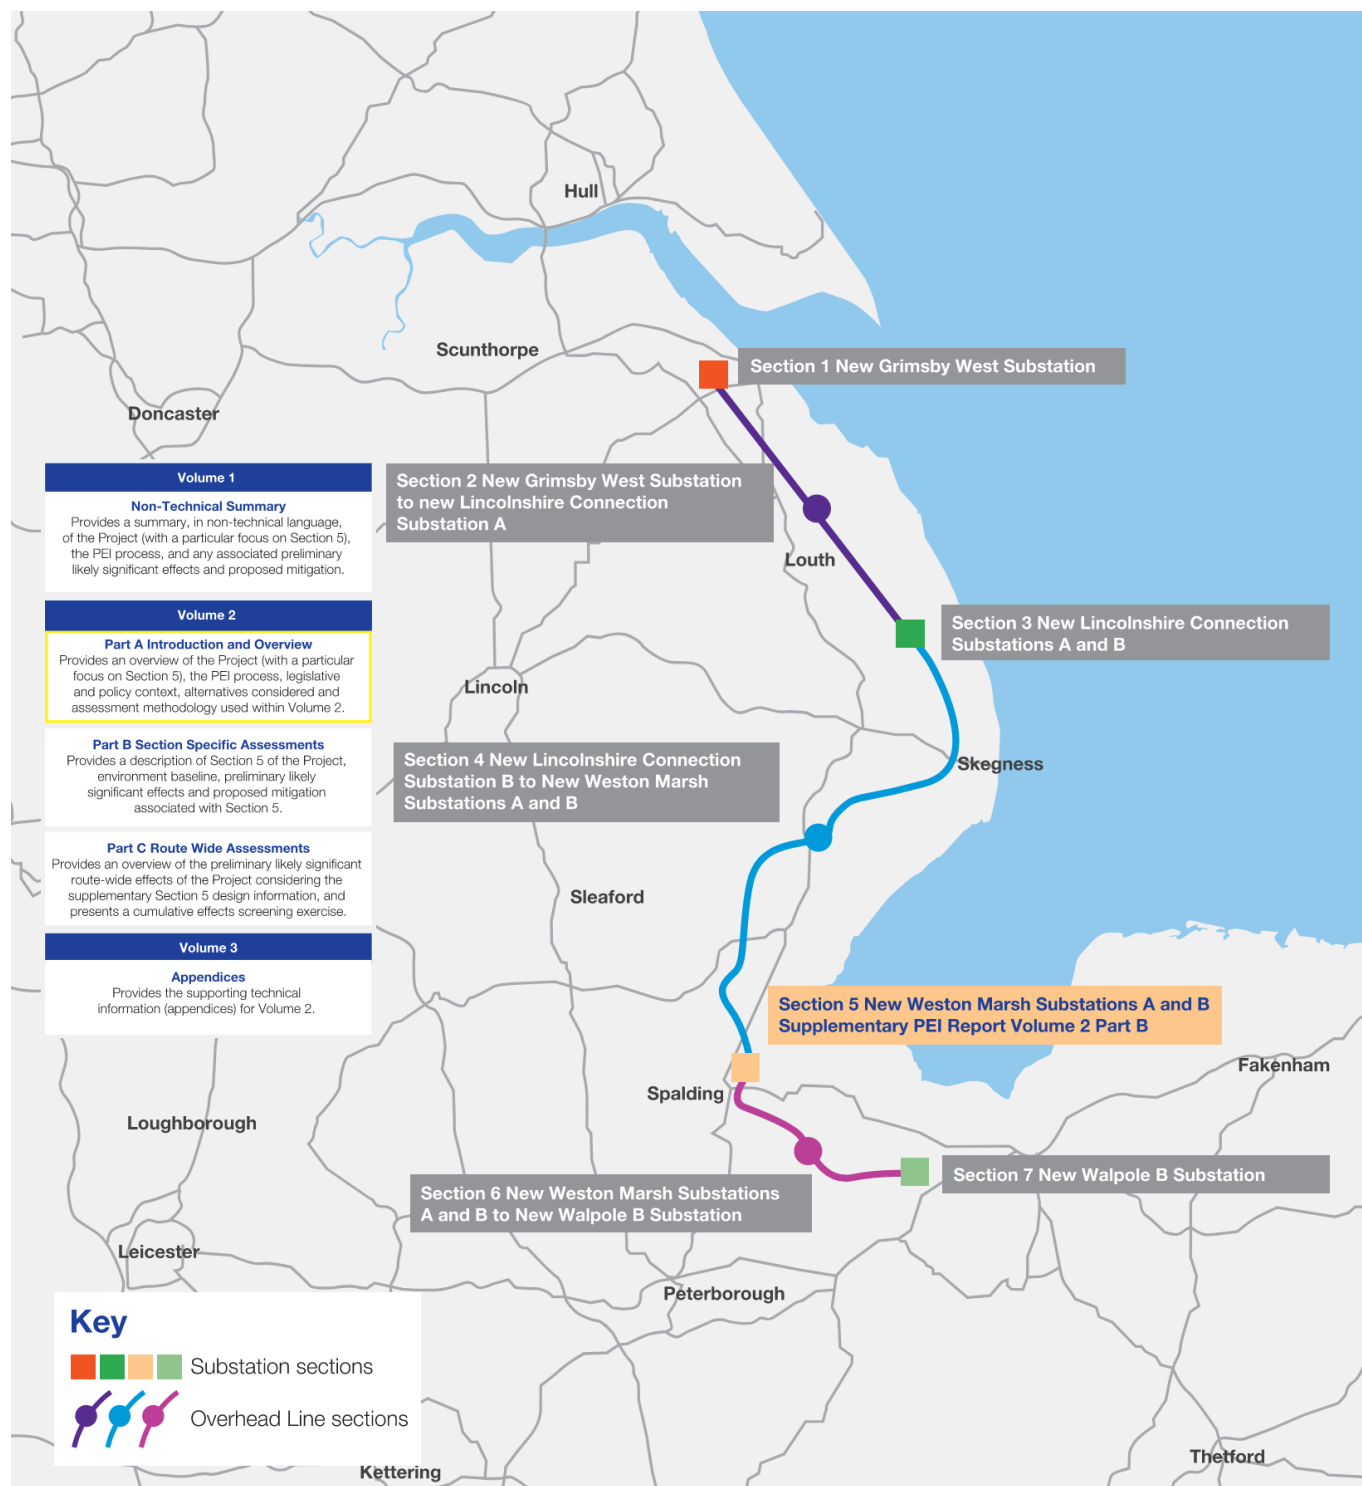 Hull
Scunthorpe
Section 1 New Grimsby West Substation
Doncaster
Volume 1
Non-Technical Summary
Provides a summary, in non-technical language,
of the Project (with a particular focus on Section 5),
the PEI process, and any associated preliminary
likely significant effects and proposed mitigation.
Volume 2
Part A Introduction and Overview
Provides an overview of the Project (with a particular
focus on Section 5), the PEI process, legislative
and policy context, alternatives considered and
assessment methodology used within Volume 2.
Part B Section Specific Assessments
Provides a description of Section 5 of the Project,
environment baseline, preliminary likely
significant effects and proposed mitigation
associated with Section 5.
Part C Route Wide Assessments
Provides an overview of the preliminary likely significant
route-wide effects of the Project considering the
supplementary Section 5 design information, and
presents a cumulative effects screening exercise.
Volume 3
Appendices
Provides the supporting technical
information (appendices) for Volume 2.
Section 2 New Grimsby West Substation
to new Lincolnshire Connection
Substation A
Louth
Section 3 New Lincolnshire Connection
Substations A and B
Lincoln
Section 4 New Lincolnshire Connection
Substation B to New Weston Marsh
Substations A and B
Skegness
Sleaford
Section 5 New Weston Marsh Substations A and B
Supplementary PEI Report Volume 2 Part B
Fakenham
Spalding
Loughborough
Section 7 New Walpole B Substation
Section 6 New Weston Marsh Substations
A and B to New Walpole B Substation
Leicester
Peterborough
Key
Substation sections
Overhead Line sections
Thetford
Kettering